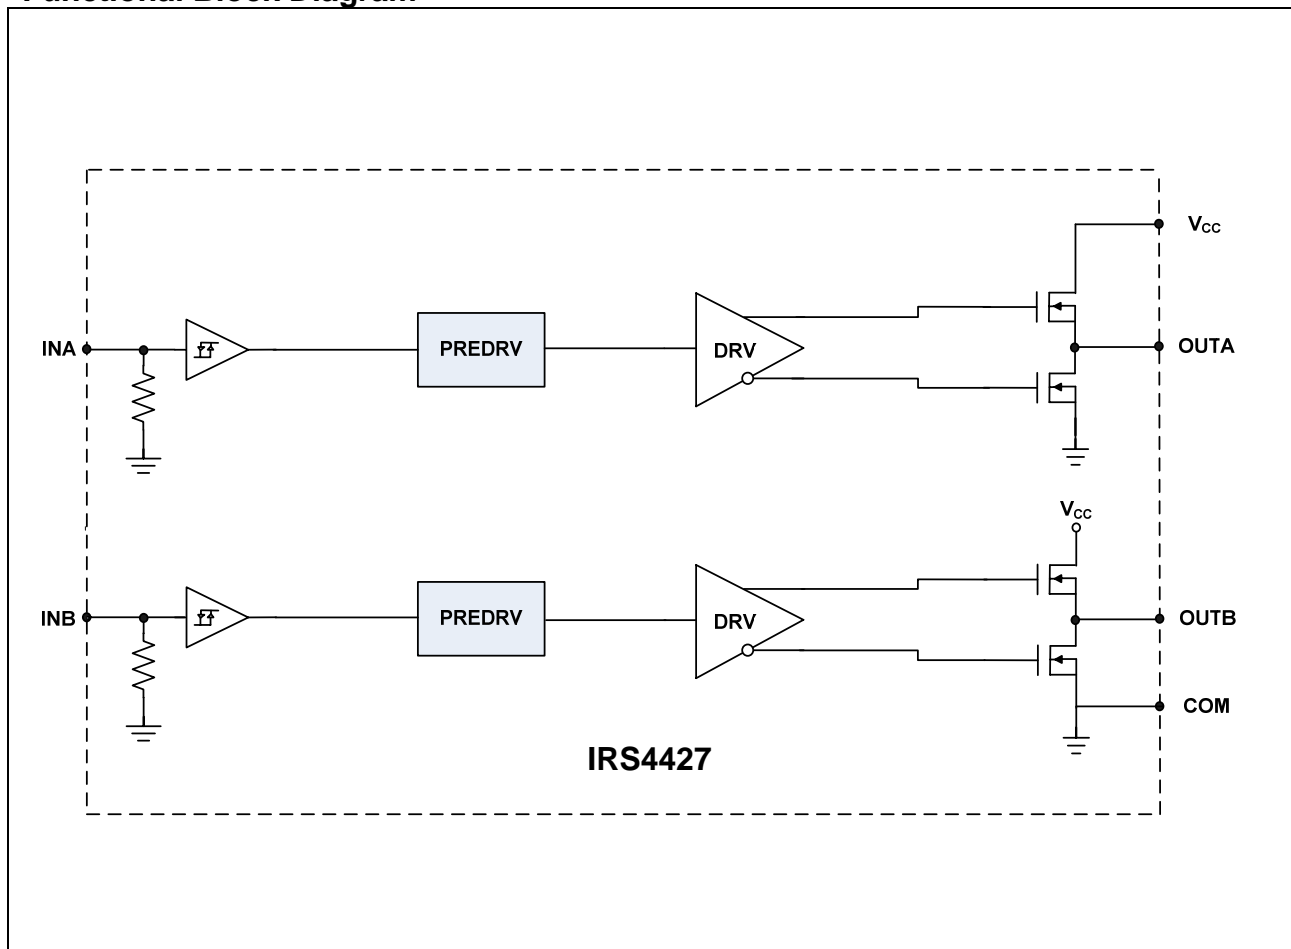 Functional Block Diagram
VCC
INA
PREDRV
DRV
OUTA
VCC
INB
PREDRV
DRV
OUTB
COM
IRS4427